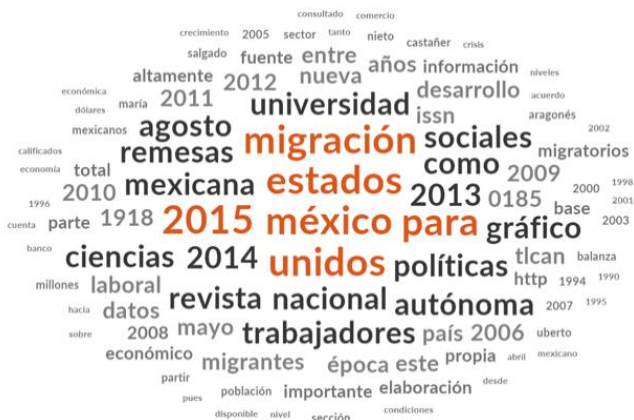 consultado comercio
crecimiento 2005 sector tanto nieto castañer crisis
salgado fuente entre años información niveles
altamente 2012 nueva desarrollo acuerdo
económica 2011 universidad issn aragonés
dólares maría
mexicanos agosto migración sociales 2002
calificados remesas como migratorios
economía total mexicana estados 2013 2009 2000 1998
1996 2010 0185 base 2001
cuenta parte 1918 2015 méxico para gráfico 2003
banco ciencias 2014 unidos políticas tlcan balanza
millones laboral http 1994 1990
hacia datos revista nacional autónoma 2007 1995
sobre 2008 mayo trabajadores país 2006 uberto
económico migrantes época este propia abril mexicano
partir
pues población importante elaboración desde
disponible nivel sección condiciones